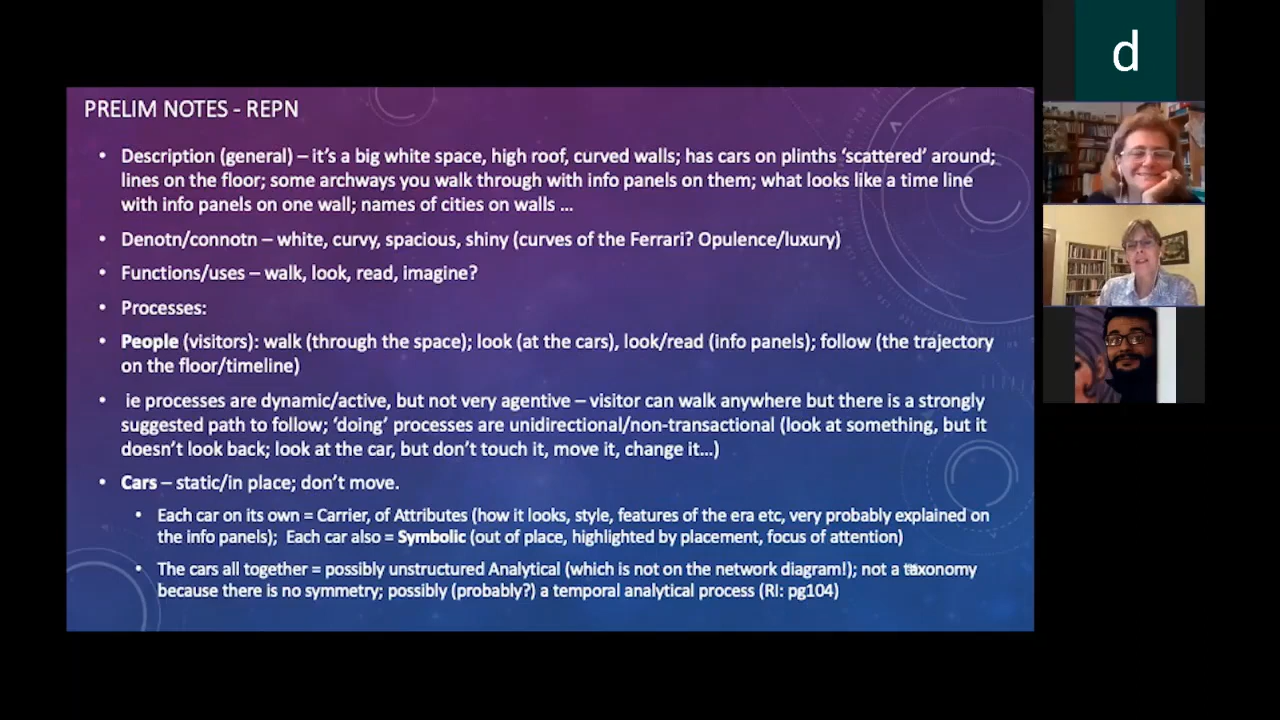 PRELIM NOTES - REPN
• Description (general) – it's a big white space, high roof, curved walls; has cars on plinths 'scattered' around;
lines on the floor; some archways you walk through with info panels on them; what looks like a time line
with info panels on one wall; names of cities on walls …
• Denotn/connotn – white, curvy, spacious, shiny (curves of the Ferrari? Opulence/luxury)
• Functions/uses – walk, look, read, imagine?
• Processes:
• People (visitors): walk (through the space); look (at the cars), look/read (info panels); follow (the trajectory
on the floor/timeline)
• ie processes are dynamic/active, but not very agentive – visitor can walk anywhere but there is a strongly
suggested path to follow; 'doing' processes are unidirectional/non-transactional (look at something, but it
doesn't look back; look at the car, but don't touch it, move it, change it…)
• Cars – static/in place; don't move.
• Each car on its own = Carrier, of Attributes (how it looks, style, features of the era etc, very probably explained on
the info panels); Each car also = Symbolic (out of place, highlighted by placement, focus of attention)
• The cars all together = possibly unstructured Analytical (which is not on the network diagram!); not a taxonomy
because there is no symmetry; possibly (probably?) a temporal analytical process (RI: pg104)
d